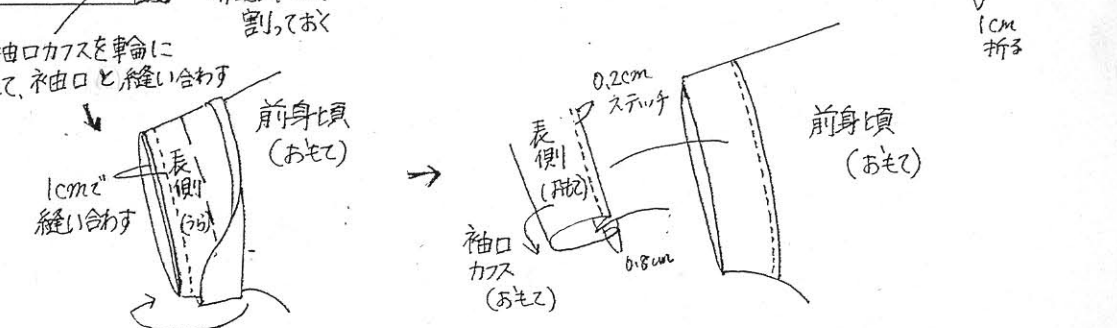 割っておく
袖口カフスを輪に
て、袖口と縫い合わす
前身頃
(おもて)
1cmで
縫い合わす
表
側
(うら)
0.2cm
ステッチ
表
側
(おもて)
袖口
カフス
(おもて)
0.8cm
前身頃
(おもて)
1cm
折る